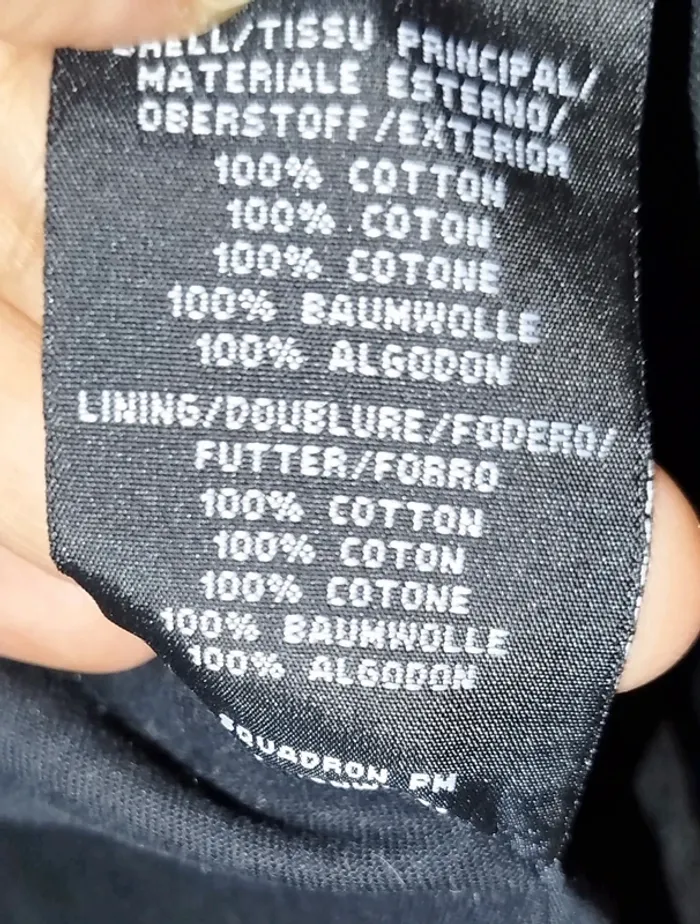 SHELL/TISSU PRINCIPAL/
MATERIALE ESTERNO/
OBERSTOFF/EXTERIOR
100% COTTON
100% COTON
100% COTONE
100% BAUMWOLLE
100% ALGODON
LINING/DOUBLURE/FODERO/
FUTTER/FORRO
100% COTTON
100% COTON
100% COTONE
100% BAUMWOLLE
100% ALGODON
SQUADRON PM